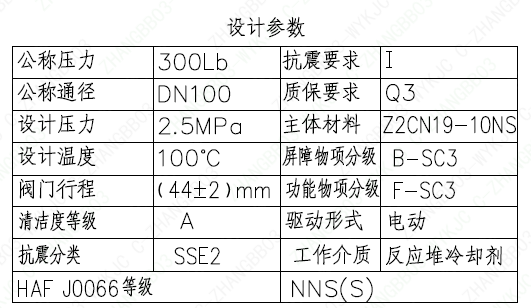 设计参数
公称压力 300Lb 抗震要求 I
公称通径 DN100 质保要求 Q3
设计压力 2.5MPa 主体材料 Z2CN19-10NS
设计温度 100℃ 屏障物项分级 B-SC3
阀门行程 (44±2)mm 功能物项分级 F-SC3
清洁度等级 A 驱动形式 电动
抗震分类 SSE2 工作介质 反应堆冷却剂
HAF J0066等级 NNS(S)